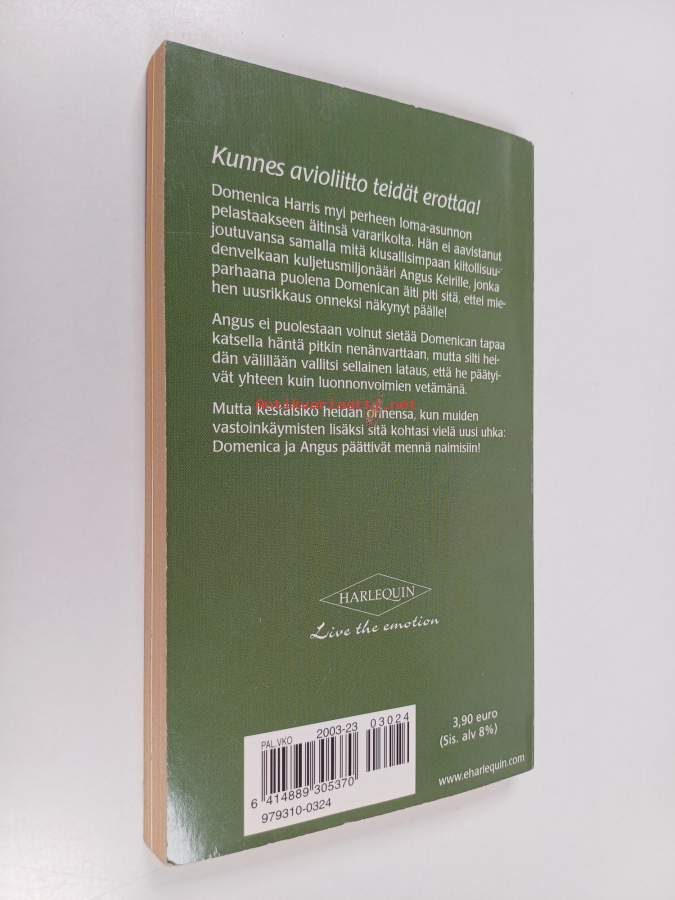 Kunnes avioliitto teidät erottaa!
Domenica Harris myi perheen loma-asunnon
pelastaakseen äitinsä vararikolta. Hän ei aavistanut
joutuvansa samalla mitä kiusallisimpaan kiitollisuu-
denvelkaan kuljetusmiljonääri Angus Keirille, jonka
parhaana puolena Domenican äiti piti sitä, ettei mie-
hen uusrikkaus onneksi näkynyt päälle!
Angus ei puolestaan voinut sietää Domenican tapaa
katsella häntä pitkin nenänvarttaan, mutta silti hei-
dän välillään vallitsi sellainen lataus, että he päätyi-
vät yhteen kuin luonnonvoimien vetämänä.
Antikvariaatti.net
Mutta kestäisikö heidän onnensa, kun muiden
vastoinkäymisten lisäksi sitä kohtasi vielä uusi uhka:
Domenica ja Angus päättivät mennä naimisiin!
HARLEQUIN
Live the emotion
PAL.VKO 2003-23 03024
6 414889 305370
979310-0324
3,90 euro
(Sis. alv 8%)
www.eharlequin.com